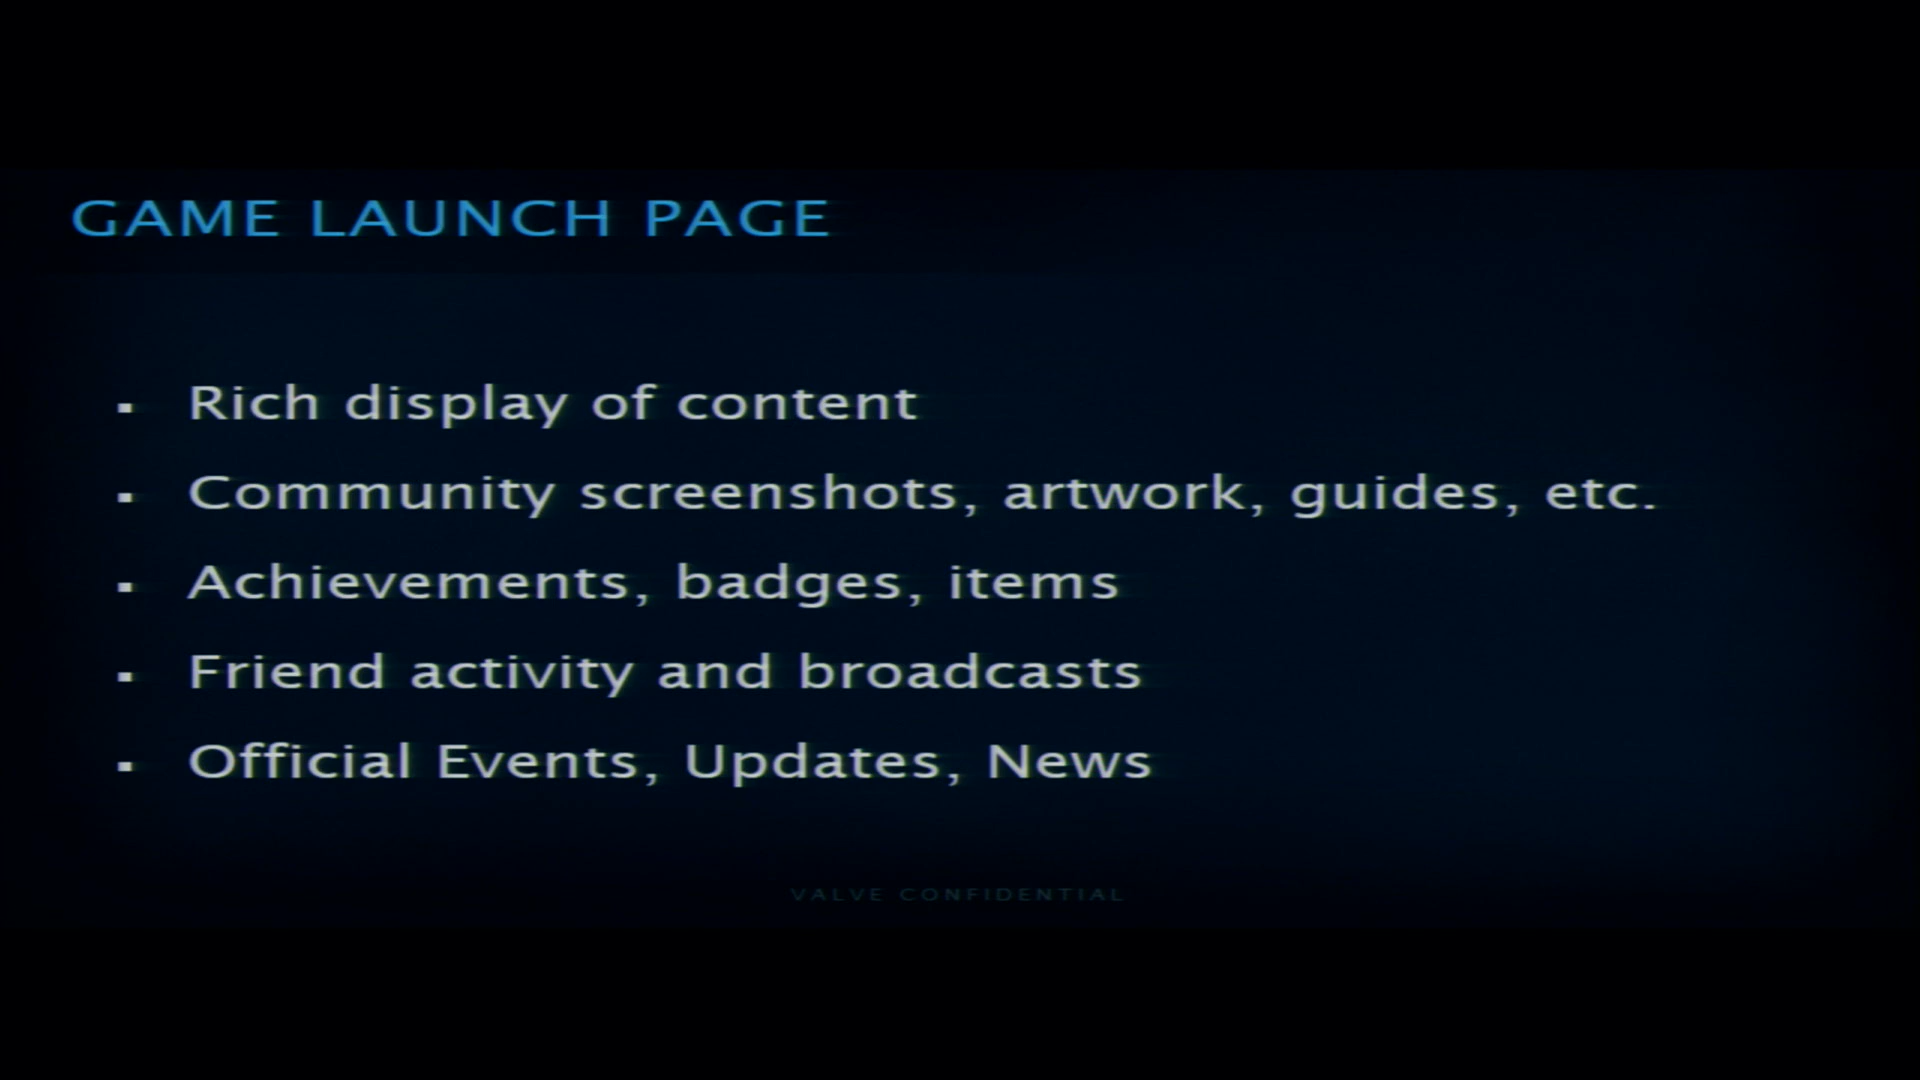 GAME LAUNCH PAGE
▪ Rich display of content
▪ Community screenshots, artwork, guides, etc.
▪ Achievements, badges, items
▪ Friend activity and broadcasts
▪ Official Events, Updates, News
VALVE CONFIDENTIAL